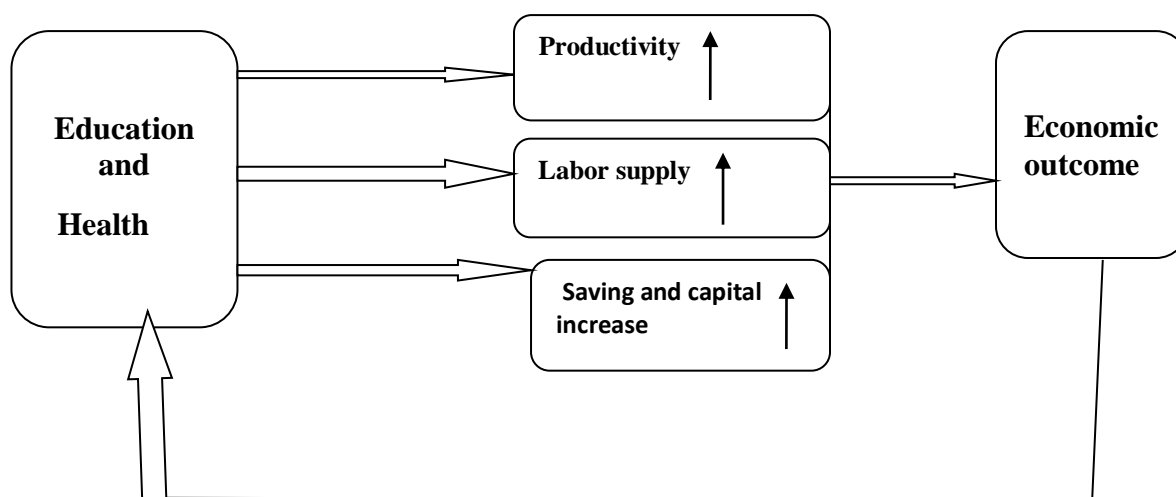 Education
and
Health
Productivity
Labor supply
Saving and capital
increase
Economic
outcome